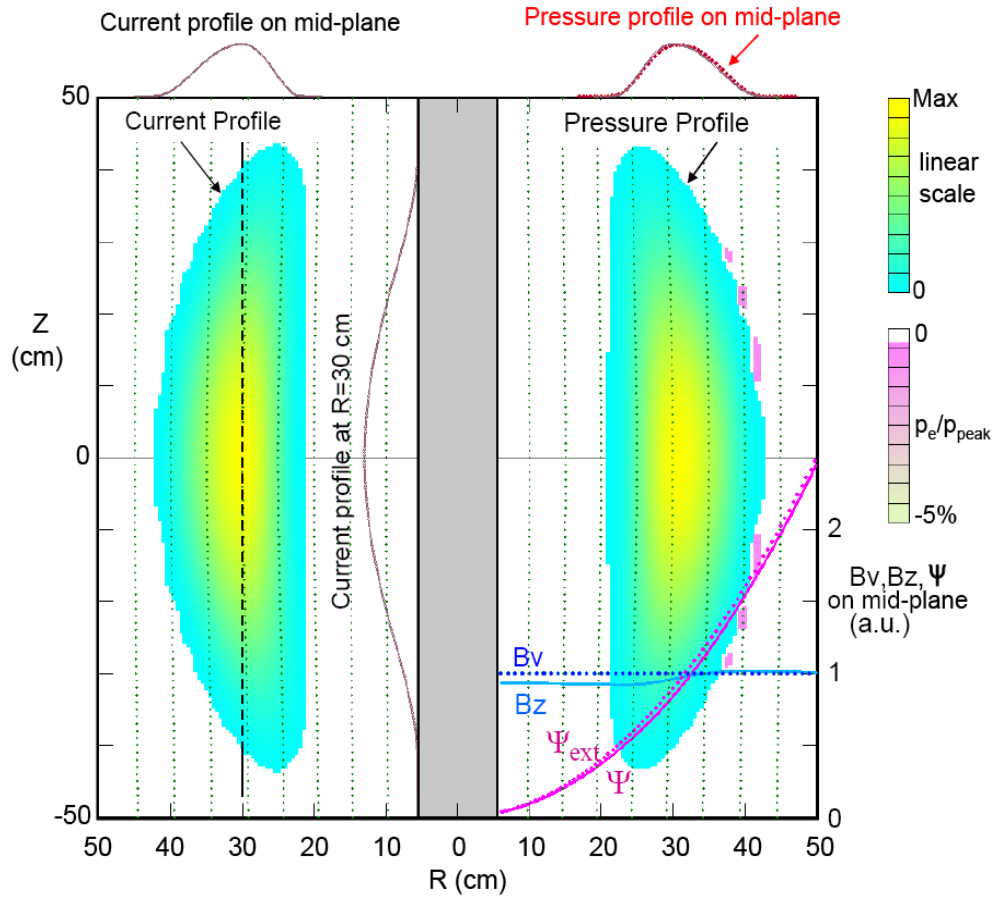 Current profile on mid-plane
Pressure profile on mid-plane
50
Current Profile
Pressure Profile
Max
linear
scale
0
Z
(cm)
0
Current profile at R=30 cm
0
pe/ppeak
-5%
2
Bv,Bz,Ψ
on mid-plane
(a.u.)
Bv
1
Bz
Ψext
Ψ
-50
0
50 40 30 20 10 0 10 20 30 40 50
R (cm)